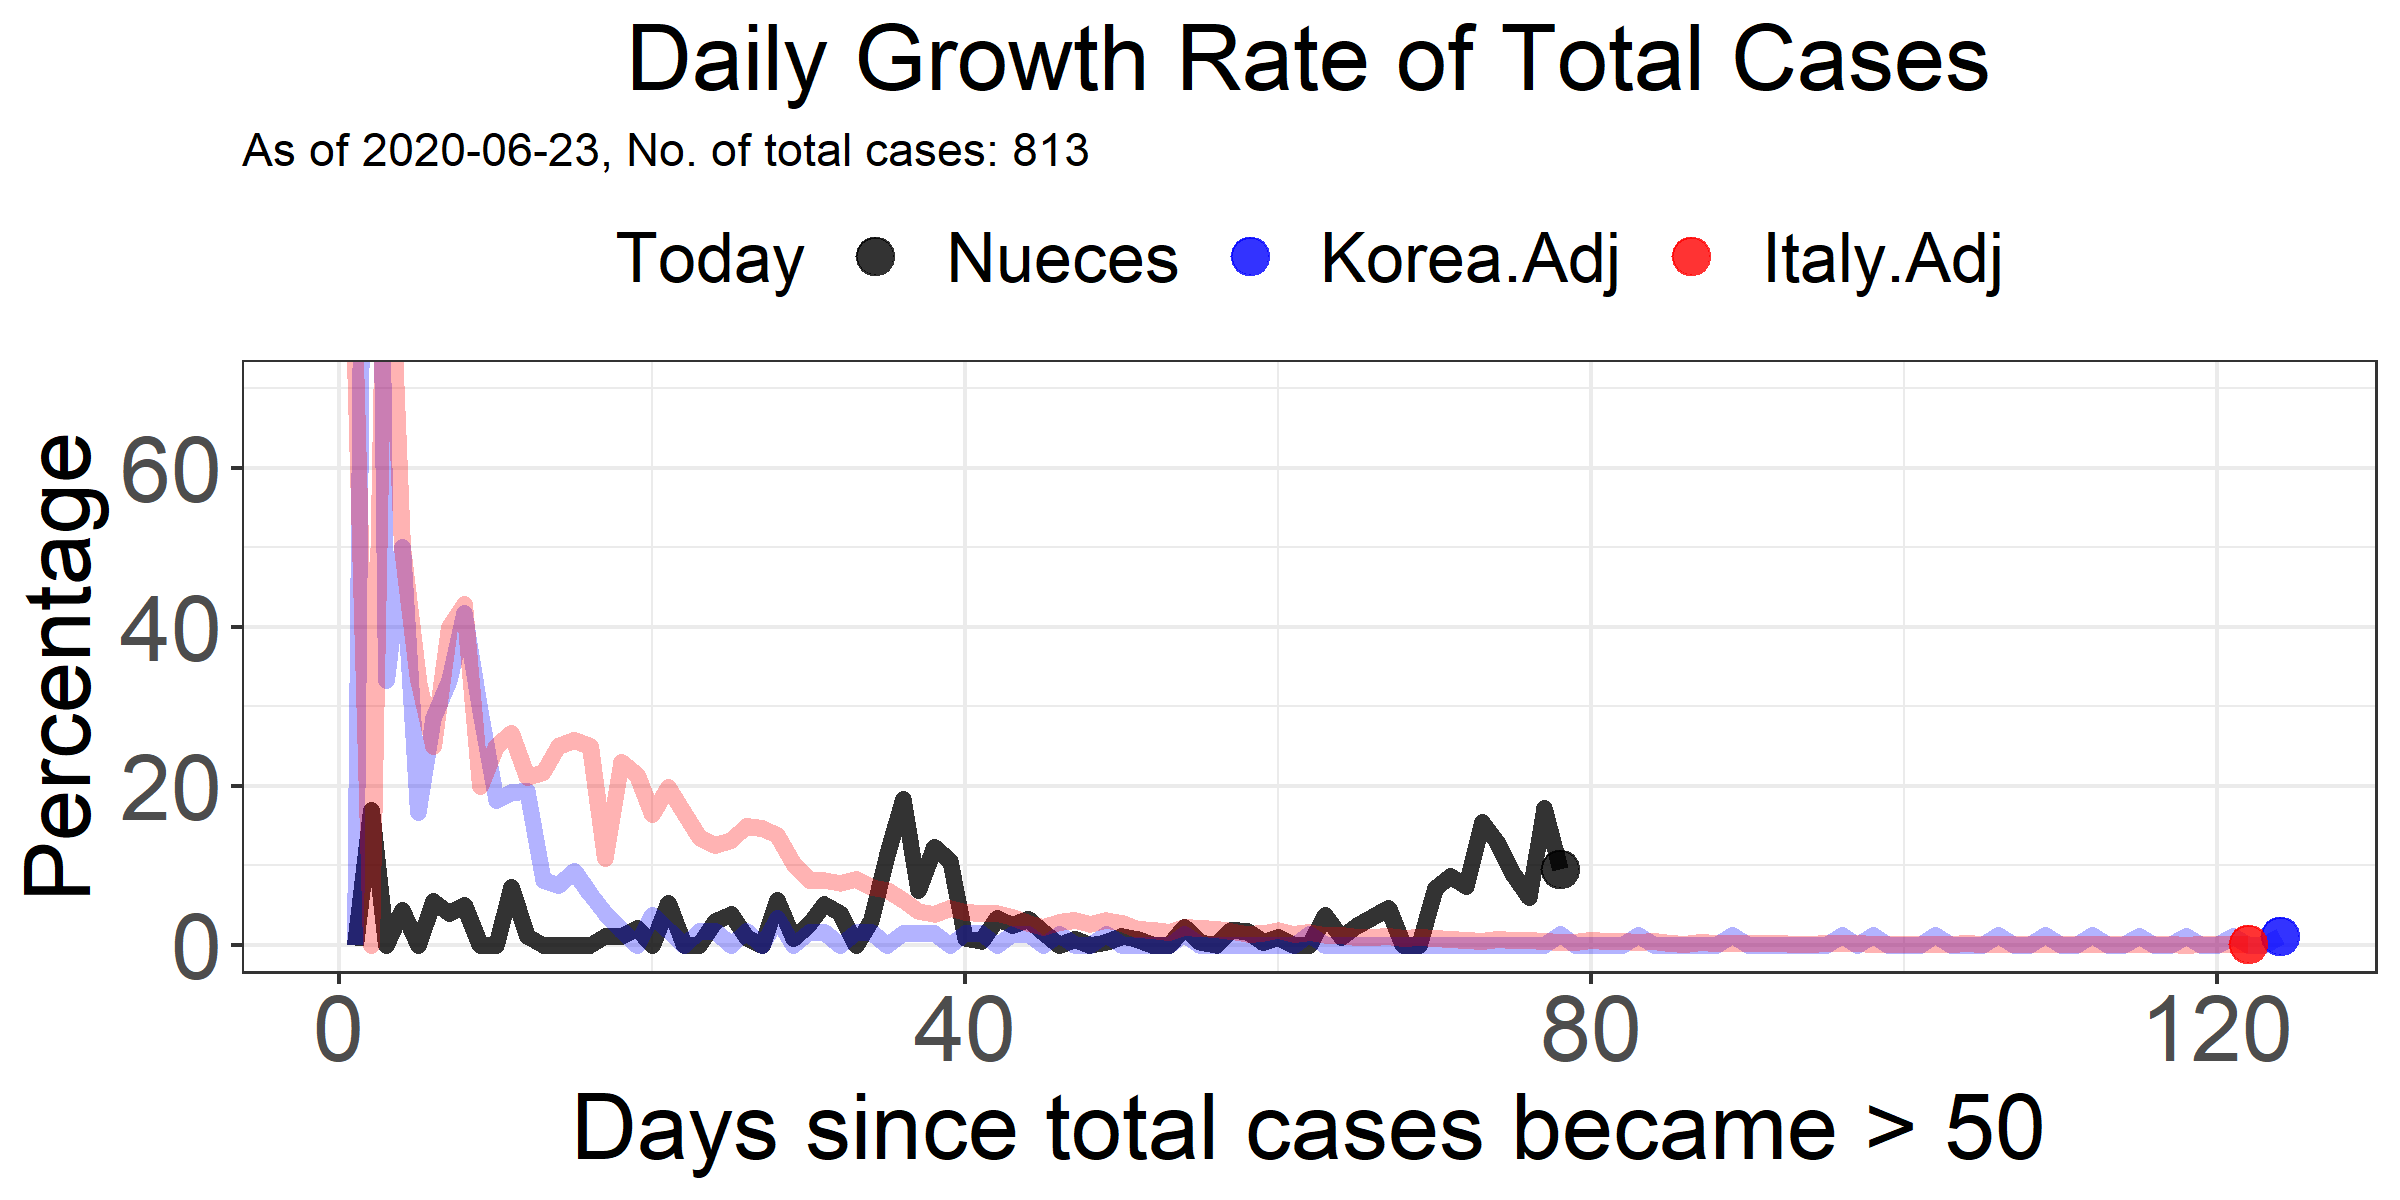 Daily Growth Rate of Total Cases
As of 2020-06-23, No. of total cases: 813
Today Nueces Korea.Adj Italy.Adj
Percentage
60
40
20
0
0 40 80 120
Days since total cases became > 50